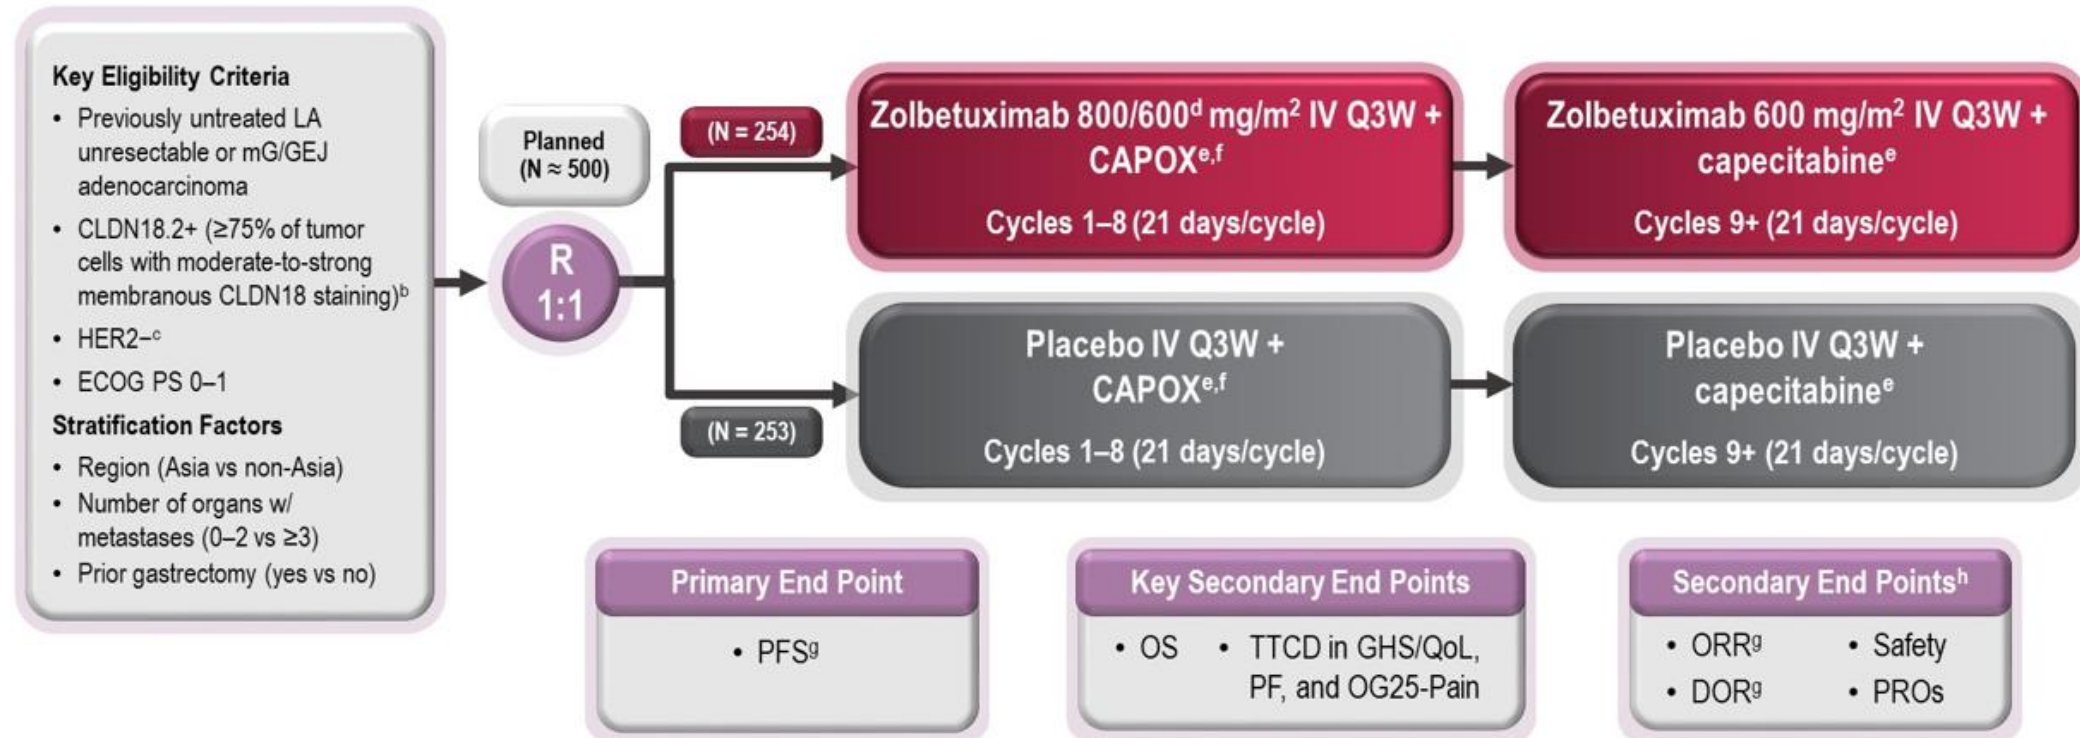 Key Eligibility Criteria
• Previously untreated LA
unresectable or mG/GEJ
adenocarcinoma
• CLDN18.2+ (≥75% of tumor
cells with moderate-to-strong
membranous CLDN18 staining)ᵇ
• HER2−ᶜ
• ECOG PS 0–1
Stratification Factors
• Region (Asia vs non-Asia)
• Number of organs w/
metastases (0–2 vs ≥3)
• Prior gastrectomy (yes vs no)
Planned
(N ≈ 500)
R
1:1
(N = 254)
Zolbetuximab 800/600ᵈ mg/m² IV Q3W +
CAPOXᵉ,ᶠ
Cycles 1–8 (21 days/cycle)
Zolbetuximab 600 mg/m² IV Q3W +
capecitabineᵉ
Cycles 9+ (21 days/cycle)
(N = 253)
Placebo IV Q3W +
CAPOXᵉ,ᶠ
Cycles 1–8 (21 days/cycle)
Placebo IV Q3W +
capecitabineᵉ
Cycles 9+ (21 days/cycle)
Primary End Point
• PFSᵍ
Key Secondary End Points
• OS • TTCD in GHS/QoL,
PF, and OG25-Pain
Secondary End Pointsʰ
• ORRᵍ • Safety
• DORᵍ • PROs